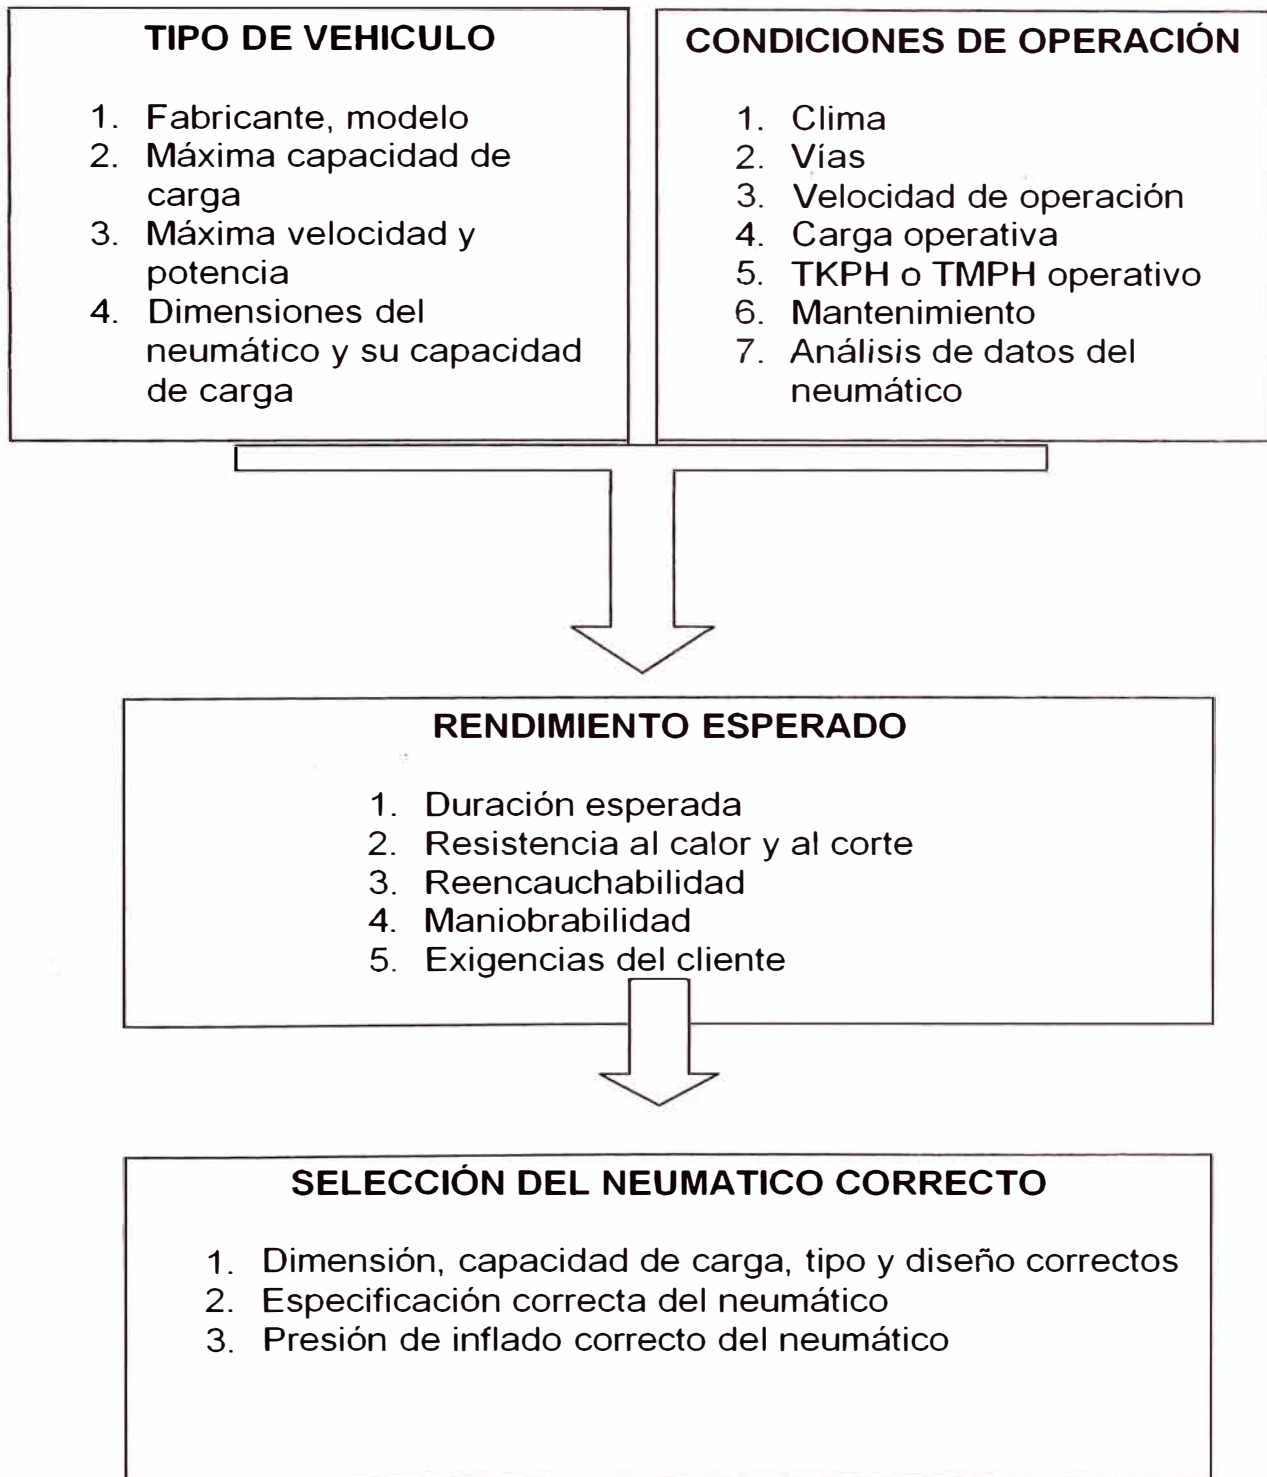 TIPO DE VEHICULO
1. Fabricante, modelo
2. Máxima capacidad de
carga
3. Máxima velocidad y
potencia
4. Dimensiones del
neumático y su capacidad
de carga
CONDICIONES DE OPERACIÓN
1. Clima
2. Vías
3. Velocidad de operación
4. Carga operativa
5. TKPH o TMPH operativo
6. Mantenimiento
7. Análisis de datos del
neumático
RENDIMIENTO ESPERADO
1. Duración esperada
2. Resistencia al calor y al corte
3. Reencauchabilidad
4. Maniobrabilidad
5. Exigencias del cliente
SELECCIÓN DEL NEUMATICO CORRECTO
1. Dimensión, capacidad de carga, tipo y diseño correctos
2. Especificación correcta del neumático
3. Presión de inflado correcto del neumático